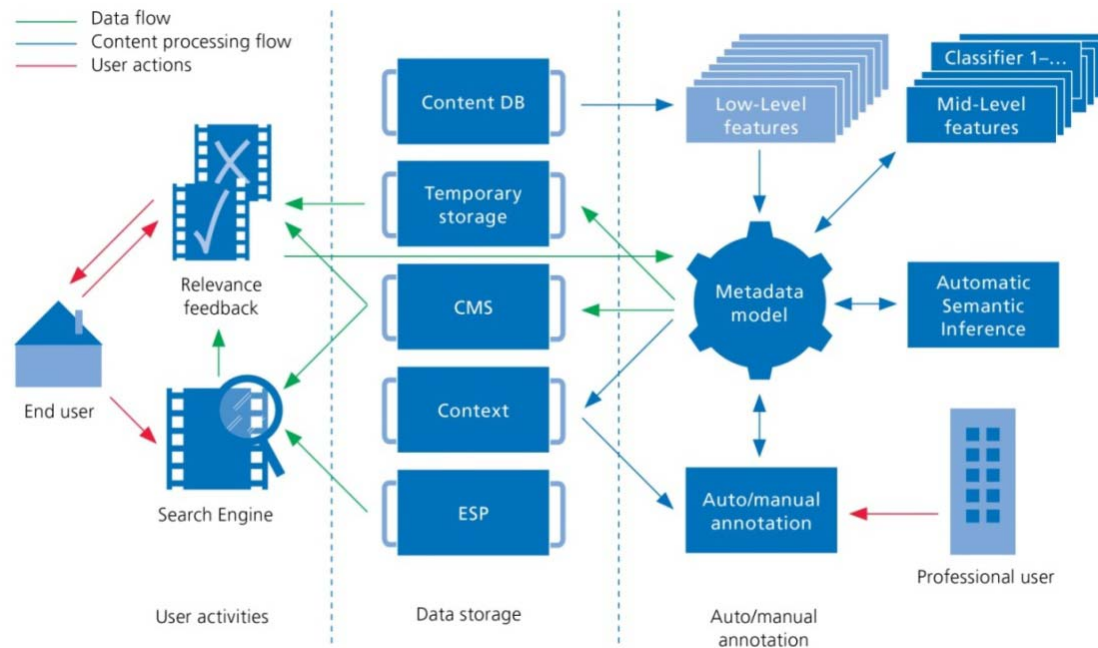 Data flow
Content processing flow
User actions
Content DB
Low-Level
features
Classifier 1–...
Mid-Level
features
Temporary
storage
Relevance
feedback
CMS
Metadata
model
Automatic
Semantic
Inference
End user
Context
Search Engine
ESP
Auto/manual
annotation
Professional user
User activities
Data storage
Auto/manual
annotation